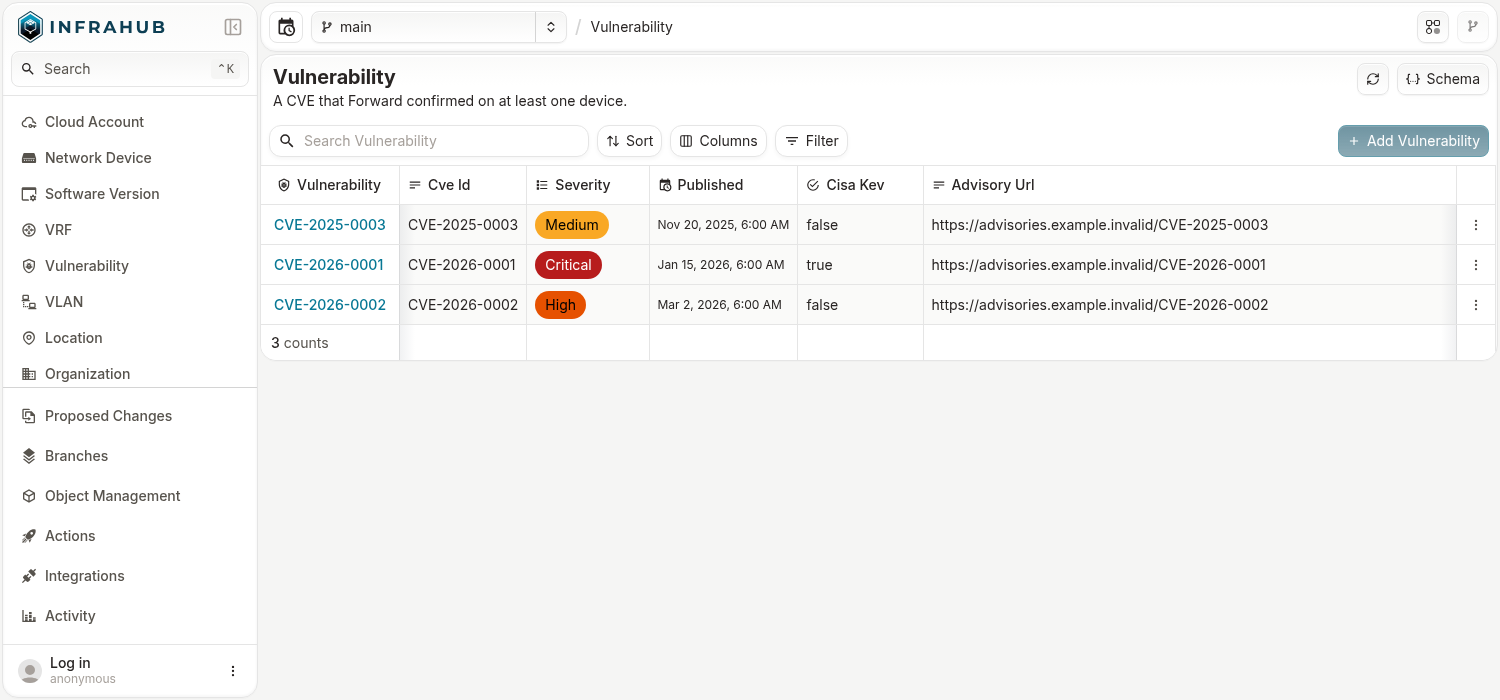 INFRAHUB
Search
^K
Cloud Account
Network Device
Software Version
VRF
Vulnerability
VLAN
Location
Organization
Proposed Changes
Branches
Object Management
Actions
Integrations
Activity
Log in
anonymous
main
/ Vulnerability
Vulnerability
A CVE that Forward confirmed on at least one device.
{} Schema
Search Vulnerability
Sort
Columns
Filter
+ Add Vulnerability
Vulnerability Cve Id Severity Published Cisa Kev Advisory Url
CVE-2025-0003 CVE-2025-0003 Medium Nov 20, 2025, 6:00 AM false https://advisories.example.invalid/CVE-2025-0003
CVE-2026-0001 CVE-2026-0001 Critical Jan 15, 2026, 6:00 AM true https://advisories.example.invalid/CVE-2026-0001
CVE-2026-0002 CVE-2026-0002 High Mar 2, 2026, 6:00 AM false https://advisories.example.invalid/CVE-2026-0002
3 counts